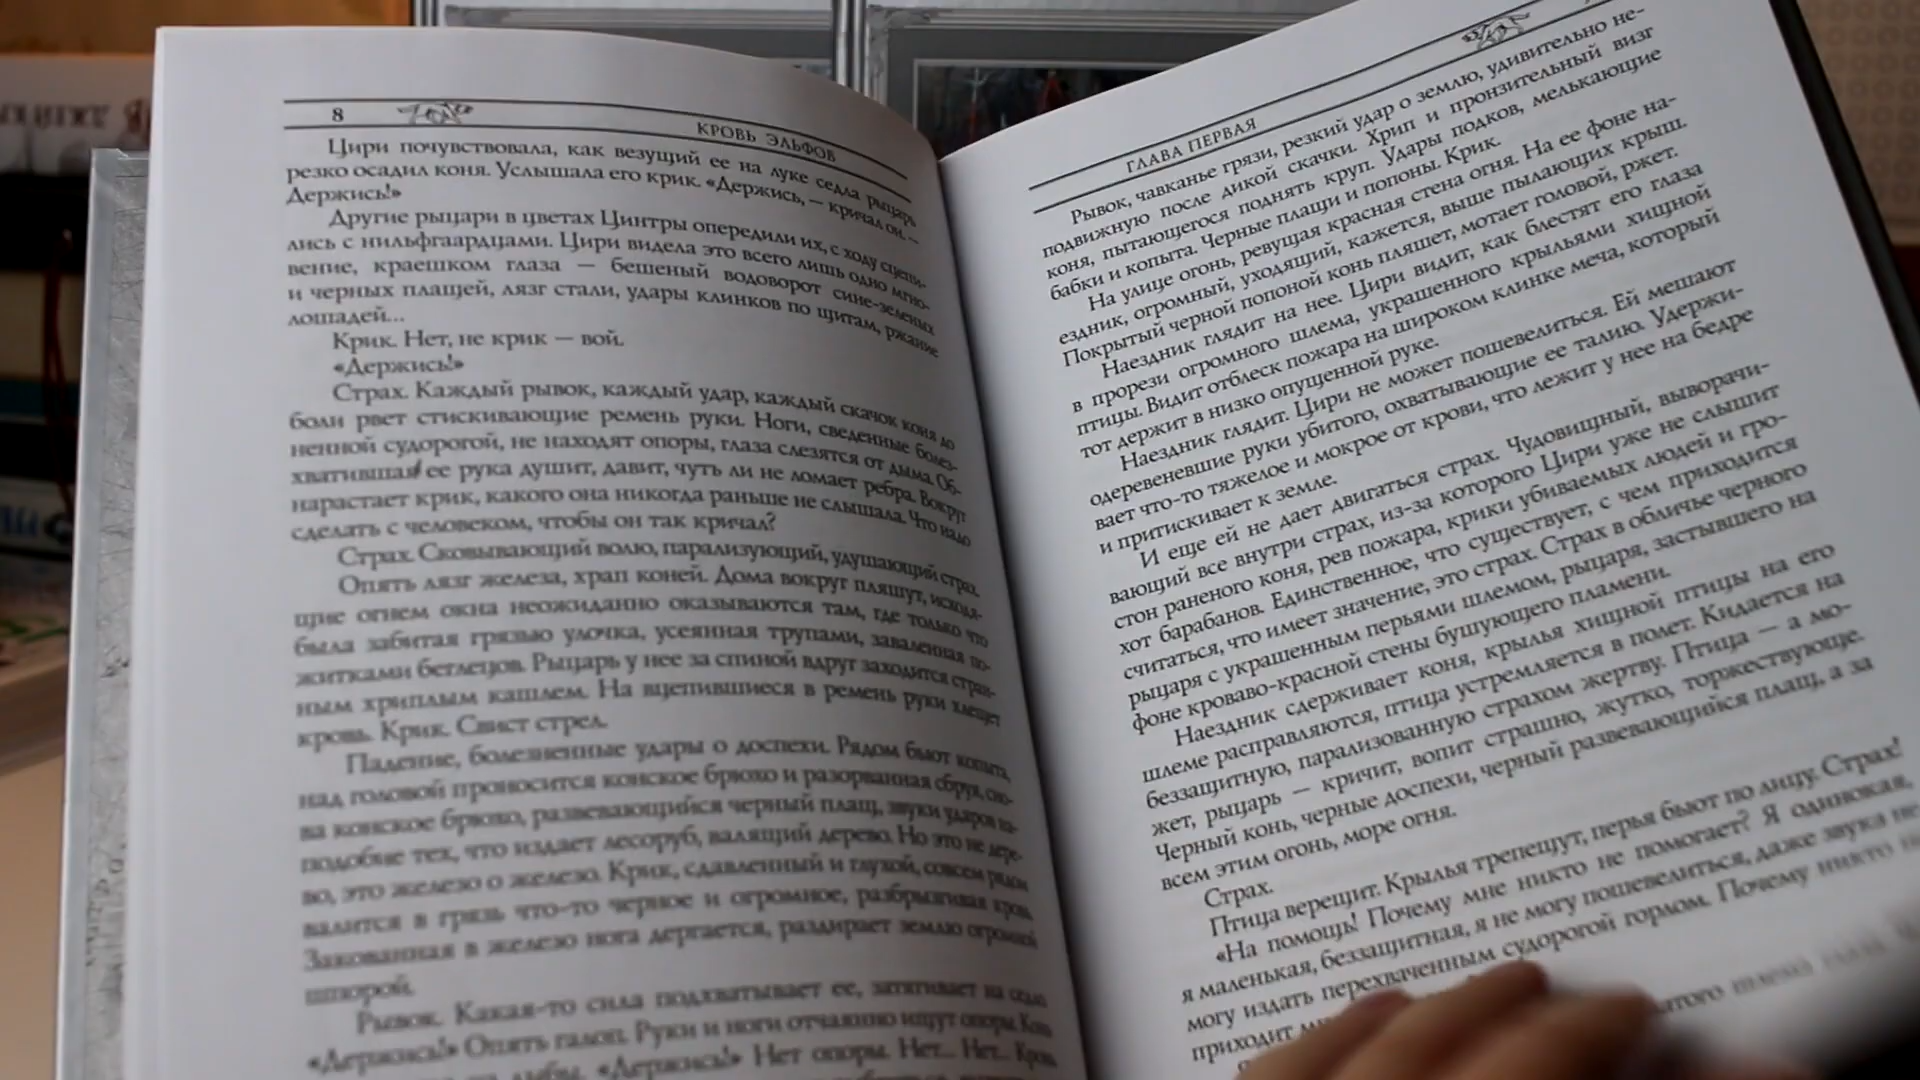 8
КРОВЬ ЭЛЬФОВ
Цири почувствовала, как везущий ее на луке седла рыцарь
резко осадил коня. Услышала его крик. «Держись, — кричал он. —
Держись!»
Другие рыцари в цветах Цинтры опередили их, с ходу сцепи-
лись с нильфгаардцами. Цири видела это всего лишь одно мгно-
вение, краешком глаза — бешеный водоворот сине-зеленых
и черных плащей, лязг стали, удары клинков по щитам, ржание
лошадей...
Крик. Нет, не крик — вой.
«Держись!»
Страх. Каждый рывок, каждый удар, каждый скачок коня до
боли рвет стискивающие ремень руки. Ноги, сведенные болез-
ненной судорогой, не находят опоры, глаза слезятся от дыма. Об-
хватившая ее рука душит, давит, чуть ли не ломает ребра. Вокруг
нарастает крик, какого она никогда раньше не слышала. Что надо
сделать с человеком, чтобы он так кричал?
Страх. Сковывающий волю, парализующий, удушающий страх.
Опять лязг железа, храп коней. Дома вокруг пляшут, исходя-
щие огнем окна неожиданно оказываются там, где только что
была забитая грязью улочка, усеянная трупами, заваленная по-
житками беглецов. Рыцарь у нее за спиной вдруг заходится стран-
ным хриплым кашлем. На вцепившиеся в ремень руки хлещет
кровь. Крик. Свист стрел.
Падение, болезненные удары о доспехи. Рядом бьют копыта,
над головой проносится конское брюхо и разорванная сбруя, сно-
ва конское брюхо, развевающийся черный плащ, звуки ударов на-
подобие тех, что издает лесоруб, валящий дерево. Но это не дере-
во, это железо о железо. Крик, сдавленный и глухой, совсем рядом
валится в грязь что-то черное и огромное, разбрызгивая кровь.
Закованная в железо нога дергается, раздирает землю огромной
шпорой.
Рывок. Какая-то сила подхватывает ее, затягивает на седло.
«Держись!» Опять галоп. Руки и ноги отчаянно ищут опоры. Конь
«Держись!» Нет опоры. Нет... Нет... Кровь
ГЛАВА ПЕРВАЯ
Рывок, чавканье грязи, резкий удар о землю, удивительно не-
подвижную после дикой скачки. Хрип и пронзительный визг
коня, пытающегося поднять круп. Удары подков, мелькающие
бабки и копыта. Черные плащи и попоны. Крик.
На улице огонь, ревущая красная стена огня. На ее фоне на-
ездник, огромный, уходящий, кажется, выше пылающих крыш.
Покрытый черной попоной конь пляшет, мотает головой, ржет.
Наездник глядит на нее. Цири видит, как блестят его глаза
в прорези огромного шлема, украшенного крыльями хищной
птицы. Видит отблеск пожара на широком клинке меча, который
тот держит в низко опущенной руке.
Наездник глядит. Цири не может пошевелиться. Ей мешают
одеревеневшие руки убитого, охватывающие ее талию. Удержи-
вает что-то тяжелое и мокрое от крови, что лежит у нее на бедре
и притискивает к земле.
И еще ей не дает двигаться страх. Чудовищный, выворачи-
вающий все внутри страх, из-за которого Цири уже не слышит
стон раненого коня, рев пожара, крики убиваемых людей и гро-
хот барабанов. Единственное, что существует, с чем приходится
считаться, что имеет значение, это страх. Страх в обличье черного
рыцаря с украшенным перьями шлемом, рыцаря, застывшего на
фоне кроваво-красной стены бушующего пламени.
Наездник сдерживает коня, крылья хищной птицы на его
шлеме расправляются, птица устремляется в полет. Кидается на
беззащитную, парализованную страхом жертву. Птица — а мо-
жет, рыцарь — кричит, вопит страшно, жутко, торжествующе.
Черный конь, черные доспехи, черный развевающийся плащ, а за
всем этим огонь, море огня.
Страх.
Птица верещит. Крылья трепещут, перья бьют по лицу. Страх!
«На помощь! Почему мне никто не помогает? Я одинокая,
я маленькая, беззащитная, я не могу пошевелиться, даже звука не
могу издать перехваченным судорогой горлом. Почему никто не
приходит